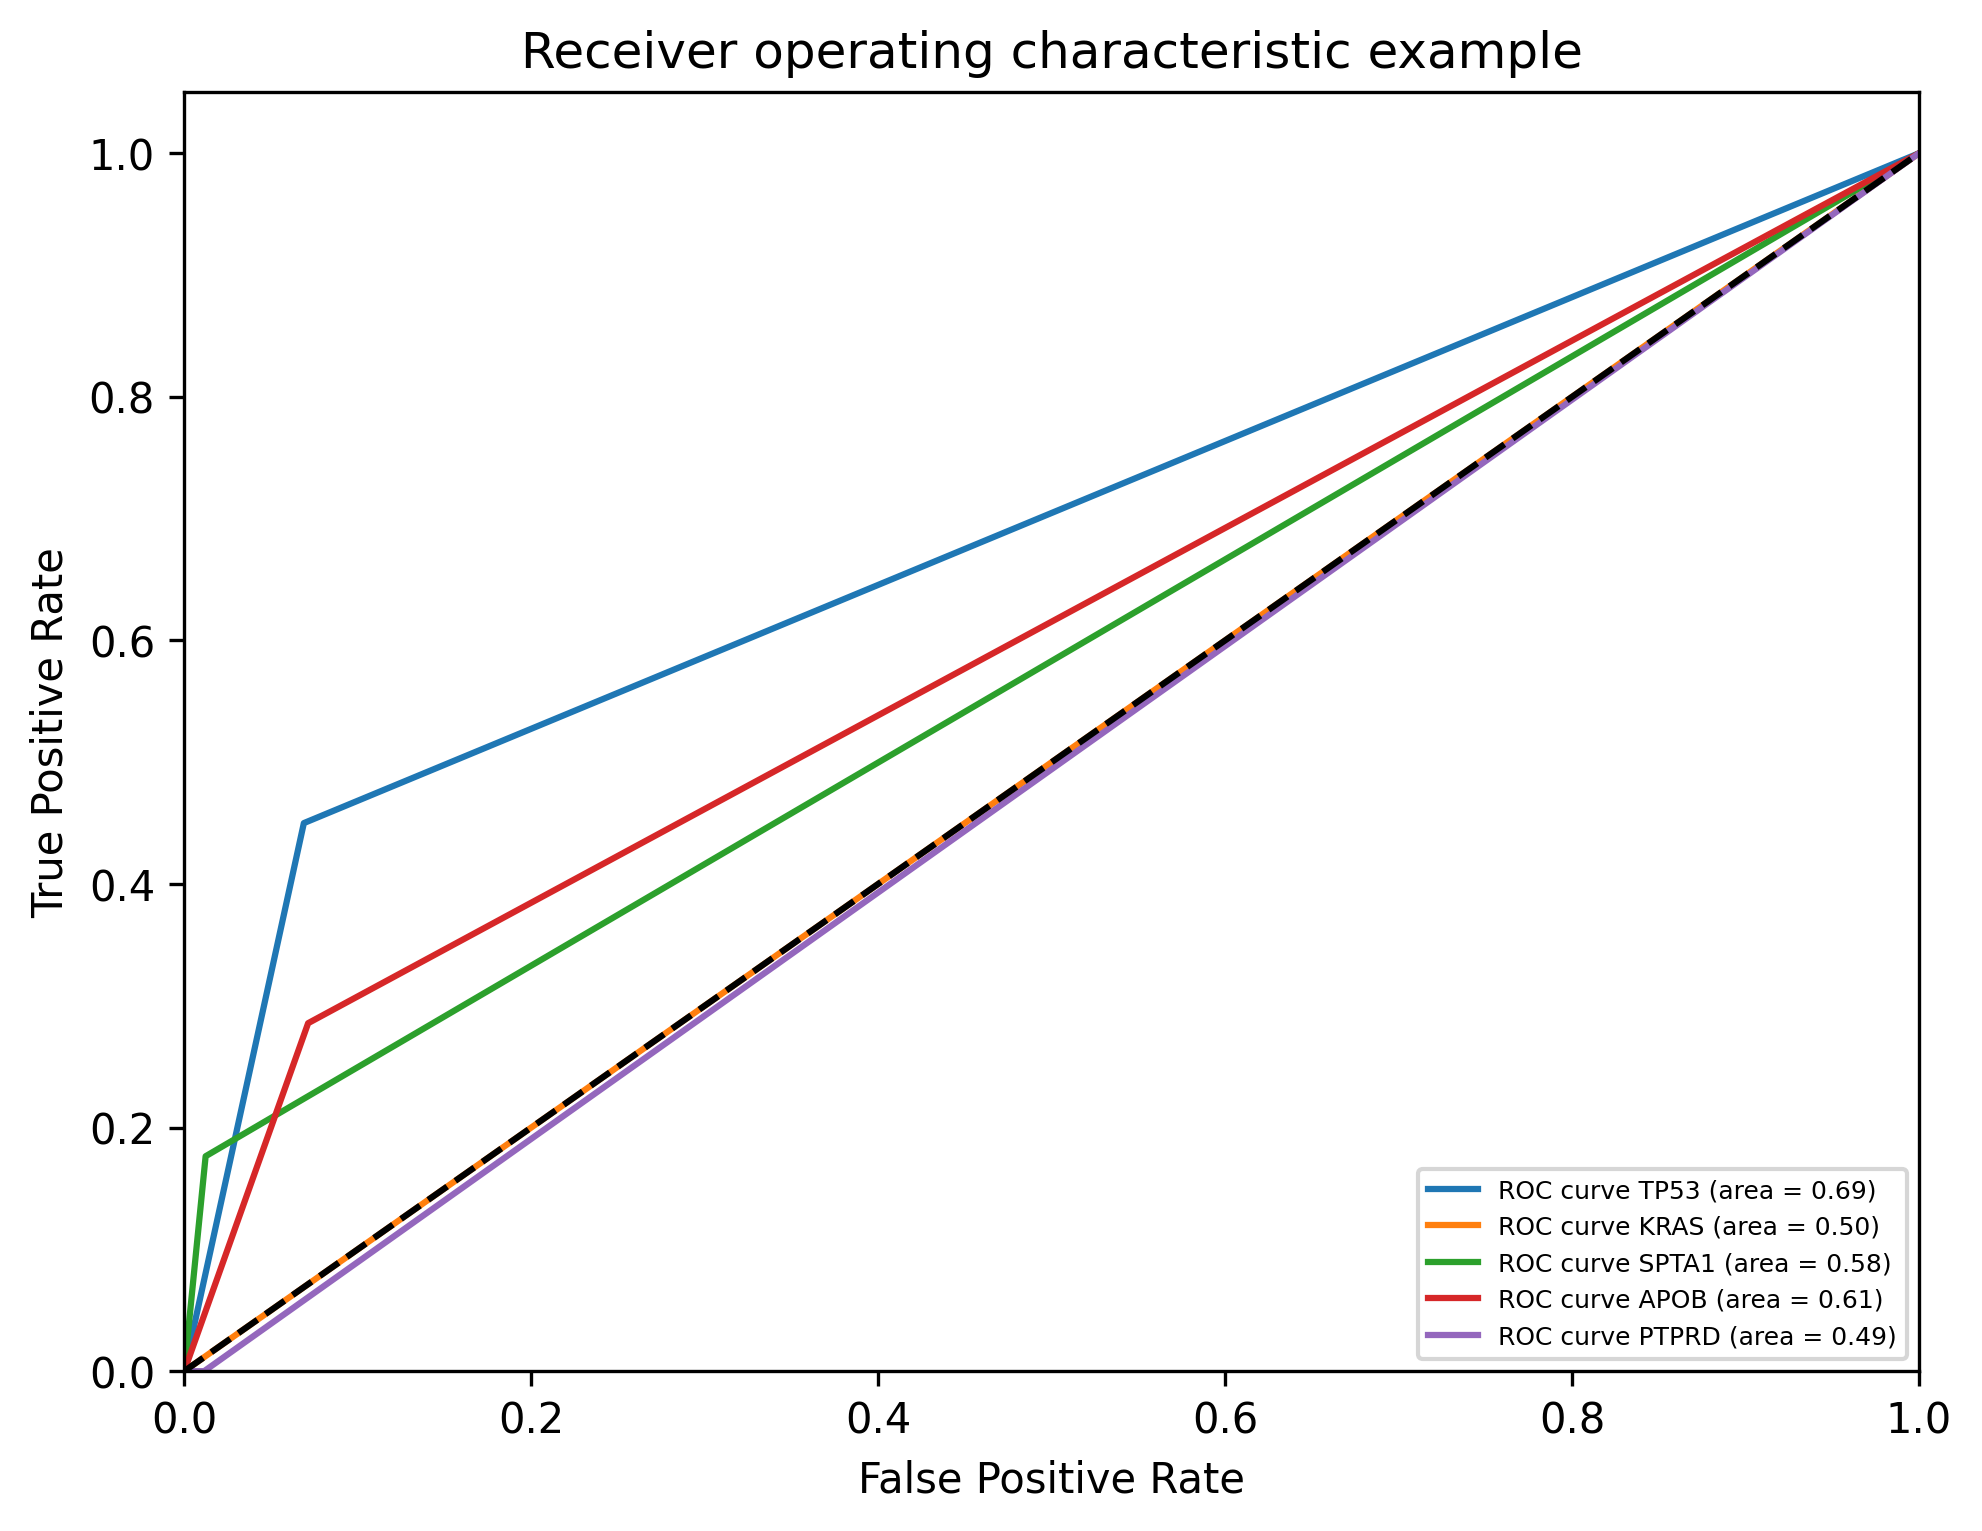 Receiver operating characteristic example
1.0
0.8
0.6
0.4
0.2
0.0
True Positive Rate
ROC curve TP53 (area = 0.69)
ROC curve KRAS (area = 0.50)
ROC curve SPTA1 (area = 0.58)
ROC curve APOB (area = 0.61)
ROC curve PTPRD (area = 0.49)
0.0 0.2 0.4 0.6 0.8 1.0
False Positive Rate